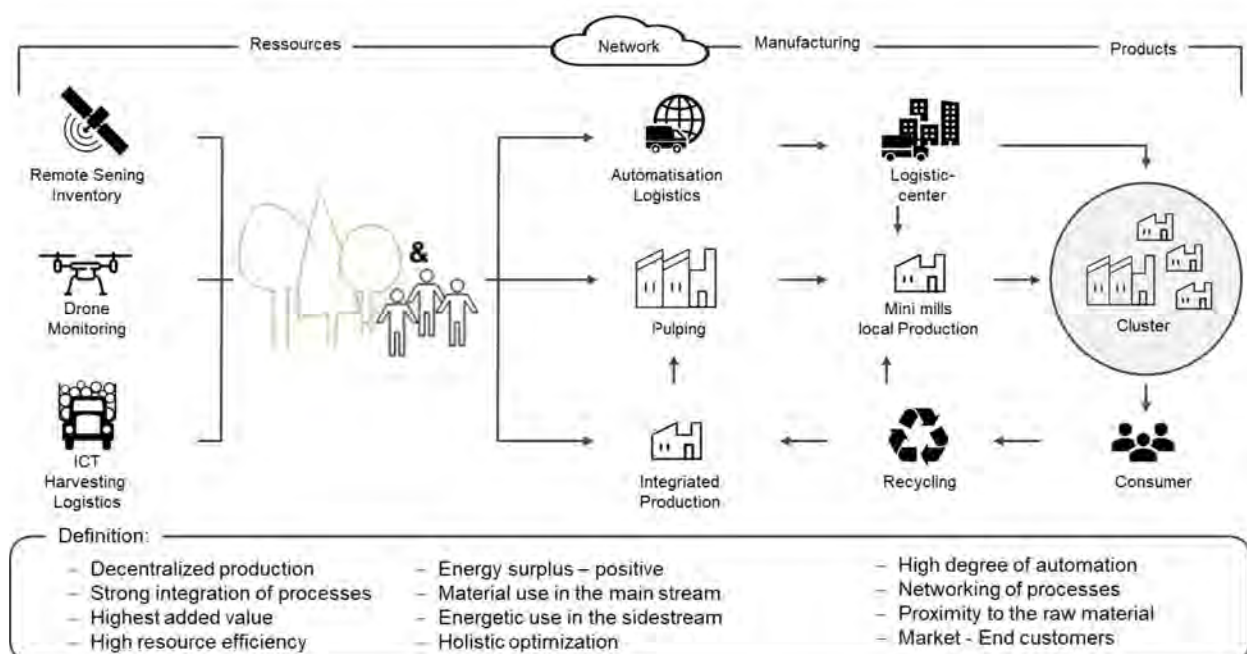 Ressources
Network
Manufacturing
Products
Remote Sening
Inventory
Automatisation
Logistics
Logistic-
center
&
Drone
Monitoring
Pulping
Mini mills
local Production
Cluster
ICT
Harvesting
Logistics
Integriated
Production
Recycling
Consumer
Definition:
– Decentralized production
– Strong integration of processes
– Highest added value
– High resource efficiency
– Energy surplus – positive
– Material use in the main stream
– Energetic use in the sidestream
– Holistic optimization
– High degree of automation
– Networking of processes
– Proximity to the raw material
– Market - End customers